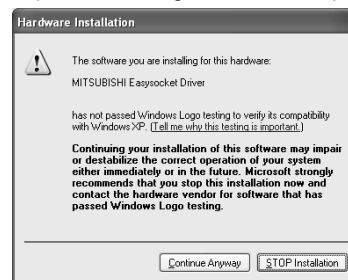 Hardware Installation
The software you are installing for this hardware:
MITSUBISHI Easysocket Driver
has not passed Windows Logo testing to verify its compatibility
with Windows XP. (Tell me why this testing is important.)
Continuing your installation of this software may impair
or destabilize the correct operation of your system
either immediately or in the future. Microsoft strongly
recommends that you stop this installation now and
contact the hardware vendor for software that has
passed Windows Logo testing.
Continue Anyway STOP Installation